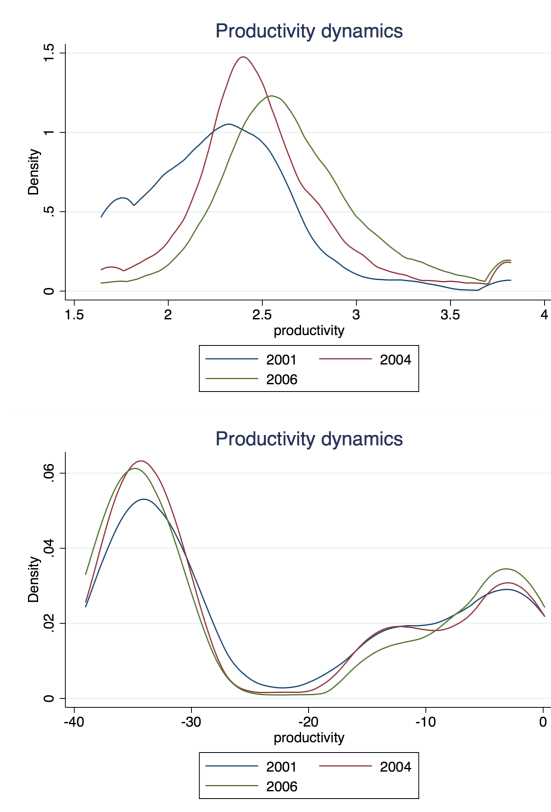 Productivity dynamics
Density
1.5
1
.5
0
1.5 2 2.5 3 3.5 4
productivity
2001 2004
2006
Productivity dynamics
Density
.06
.04
.02
0
-40 -30 -20 -10 0
productivity
2001 2004
2006